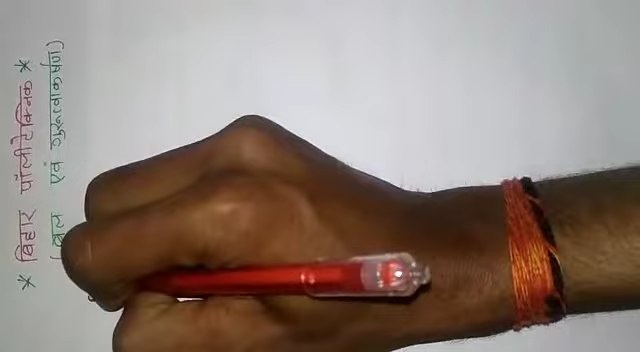 * बिहार पॉलीटेक्निक *
(बल एवं गुरुत्वाकर्षण)